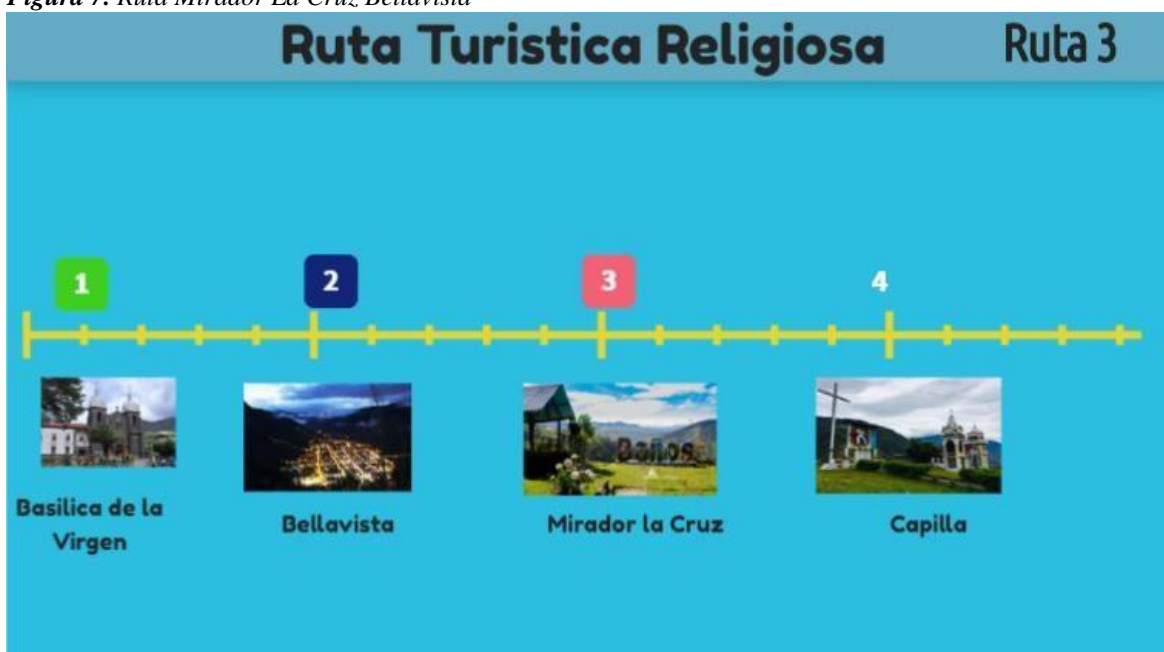 Figura 7. Ruta Mirador La Cruz Bellavista
Ruta Turistica Religiosa
Ruta 3
1
2
3
4
Basilica de la
Virgen
Bellavista
Mirador la Cruz
Capilla
Baños